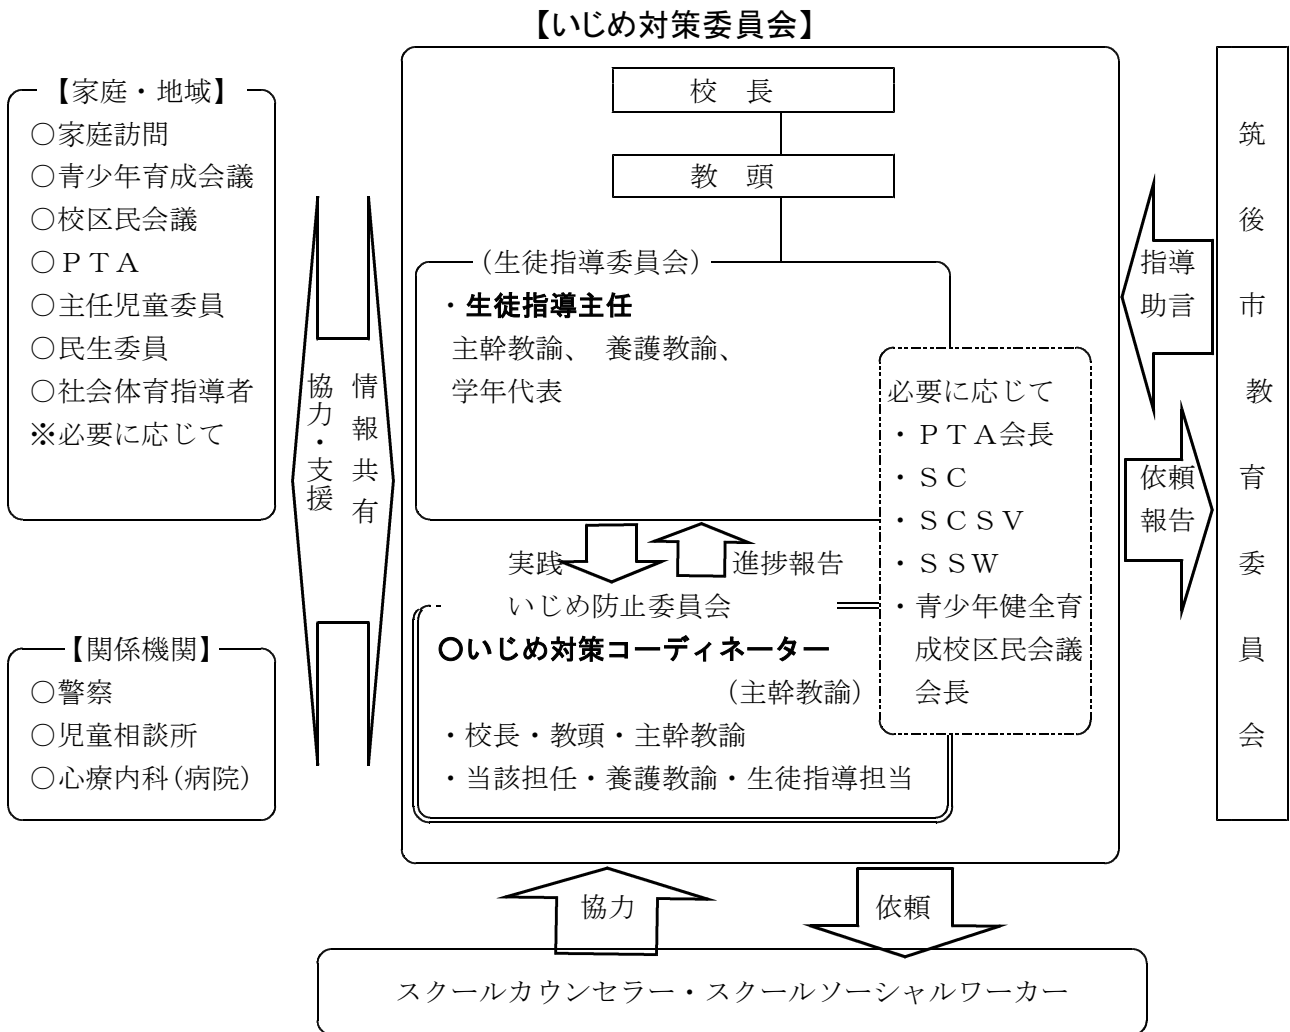 【いじめ対策委員会】
校　長
教　頭
【家庭・地域】
○家庭訪問
○青少年育成会議
○校区民会議
○ＰＴＡ
○主任児童委員
○民生委員
○社会体育指導者
※必要に応じて
【関係機関】
○警察
○児童相談所
○心療内科(病院)
情報共有
協力・支援
(生徒指導委員会)
・生徒指導主任
主幹教諭、 養護教諭、
学年代表
実践
進捗報告
いじめ防止委員会
○いじめ対策コーディネーター
(主幹教諭)
・校長・教頭・主幹教諭
・当該担任・養護教諭・生徒指導担当
必要に応じて
・ＰＴＡ会長
・ＳＣ
・ＳＣＳＶ
・ＳＳＷ
・青少年健全育
成校区民会議
会長
指導
助言
依頼
報告
筑後市教育委員会
協力
依頼
スクールカウンセラー・スクールソーシャルワーカー